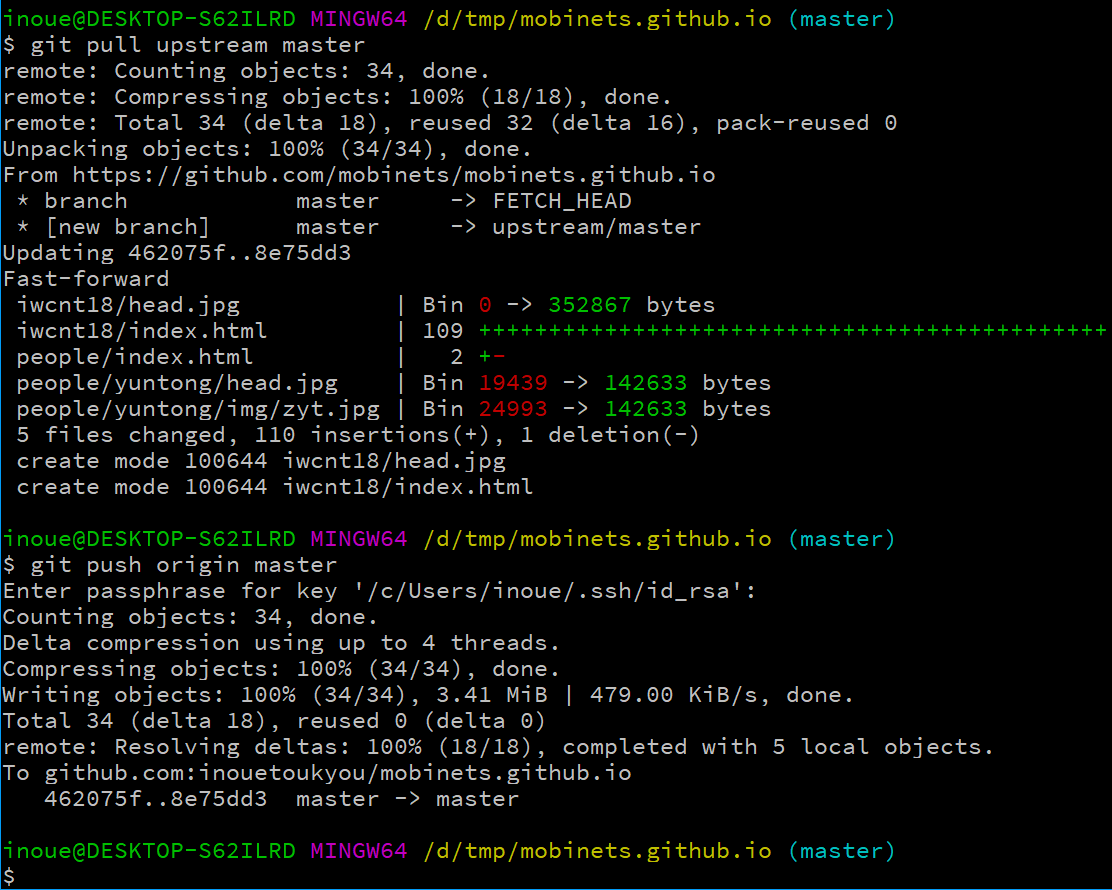 inoue@DESKTOP-S62ILRD MINGW64 /d/tmp/mobinets.github.io (master)
$ git pull upstream master
remote: Counting objects: 34, done.
remote: Compressing objects: 100% (18/18), done.
remote: Total 34 (delta 18), reused 32 (delta 16), pack-reused 0
Unpacking objects: 100% (34/34), done.
From https://github.com/mobinets/mobinets.github.io
 * branch            master     -> FETCH_HEAD
 * [new branch]      master     -> upstream/master
Updating 462075f..8e75dd3
Fast-forward
 iwcnt18/head.jpg           | Bin 0 -> 352867 bytes
 iwcnt18/index.html         | 109 +++++++++++++++++++++++++++++++++++++++++++++
 people/index.html          |   2 +-
 people/yuntong/head.jpg    | Bin 19439 -> 142633 bytes
 people/yuntong/img/zyt.jpg | Bin 24993 -> 142633 bytes
 5 files changed, 110 insertions(+), 1 deletion(-)
 create mode 100644 iwcnt18/head.jpg
 create mode 100644 iwcnt18/index.html
inoue@DESKTOP-S62ILRD MINGW64 /d/tmp/mobinets.github.io (master)
$ git push origin master
Enter passphrase for key '/c/Users/inoue/.ssh/id_rsa':
Counting objects: 34, done.
Delta compression using up to 4 threads.
Compressing objects: 100% (34/34), done.
Writing objects: 100% (34/34), 3.41 MiB | 479.00 KiB/s, done.
Total 34 (delta 18), reused 0 (delta 0)
remote: Resolving deltas: 100% (18/18), completed with 5 local objects.
To github.com:inouetoukyou/mobinets.github.io
   462075f..8e75dd3  master -> master
inoue@DESKTOP-S62ILRD MINGW64 /d/tmp/mobinets.github.io (master)
$